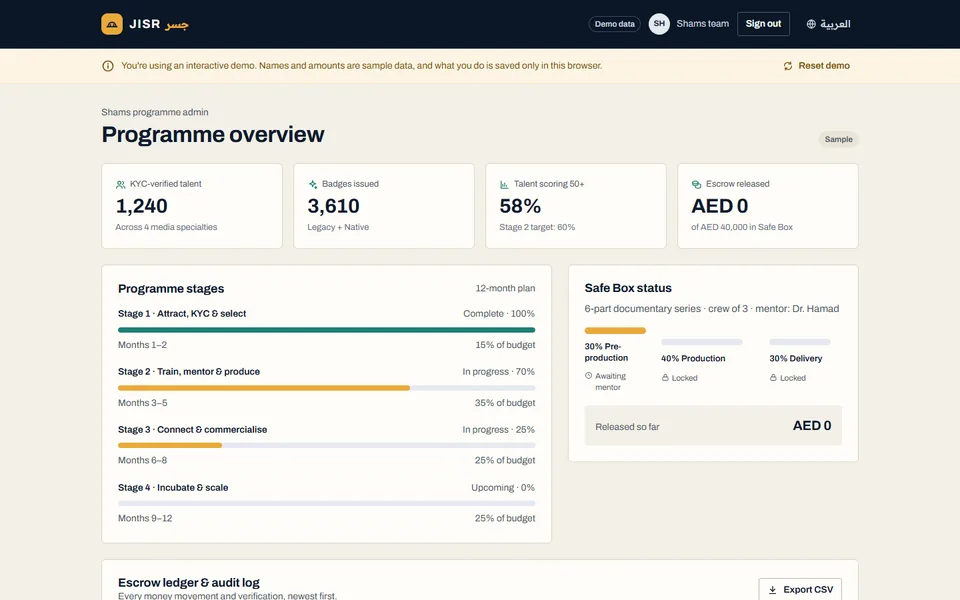 JISR جسر
Demo data
SH
Shams team
Sign out
العربية
You're using an interactive demo. Names and amounts are sample data, and what you do is saved only in this browser.
Reset demo
Shams programme admin
Programme overview
Sample
KYC-verified talent
1,240
Across 4 media specialties
Badges issued
3,610
Legacy + Native
Talent scoring 50+
58%
Stage 2 target: 60%
Escrow released
AED 0
of AED 40,000 in Safe Box
Programme stages
12-month plan
Stage 1 · Attract, KYC & select
Complete · 100%
Months 1–2
15% of budget
Stage 2 · Train, mentor & produce
In progress · 70%
Months 3–5
35% of budget
Stage 3 · Connect & commercialise
In progress · 25%
Months 6–8
25% of budget
Stage 4 · Incubate & scale
Upcoming · 0%
Months 9–12
25% of budget
Safe Box status
6-part documentary series · crew of 3 · mentor: Dr. Hamad
30% Pre-
production
Awaiting
mentor
40% Production
Locked
30% Delivery
Locked
Released so far
AED 0
Escrow ledger & audit log
Every money movement and verification, newest first.
Export CSV